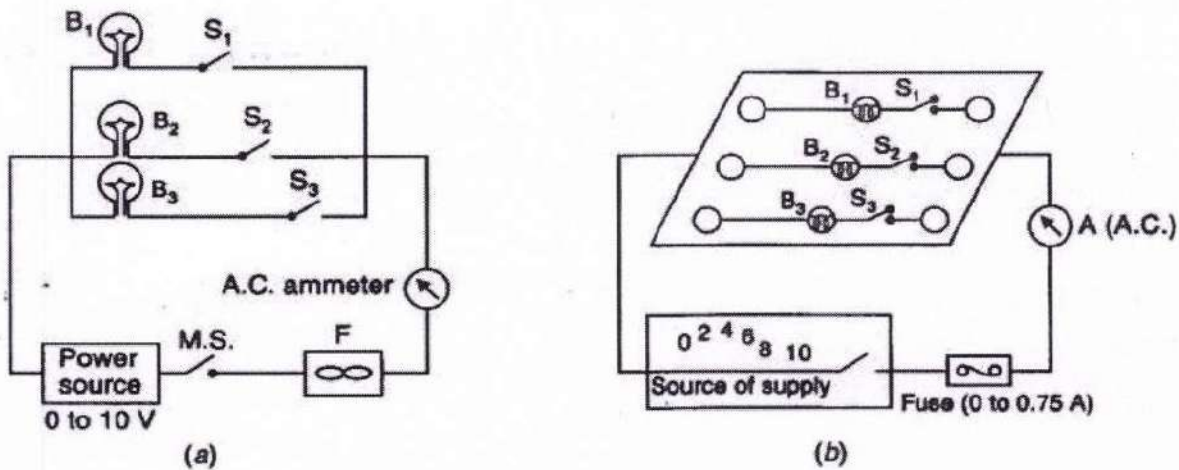 B1
S1
B2
S2
B3
S3
A.C. ammeter
M.S.
F
Power
source
0 to 10 V
(a)
B1
S1
B2
S2
B3
S3
A (A.C.)
0 2 4 6 8 10
Source of supply
Fuse (0 to 0.75 A)
(b)